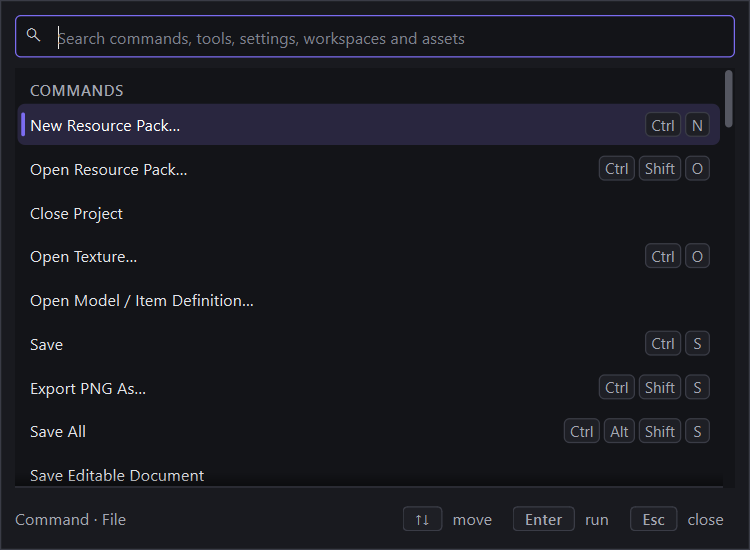 Search commands, tools, settings, workspaces and assets
COMMANDS
New Resource Pack... Ctrl N
Open Resource Pack... Ctrl Shift O
Close Project
Open Texture... Ctrl O
Open Model / Item Definition...
Save Ctrl S
Export PNG As... Ctrl Shift S
Save All Ctrl Alt Shift S
Save Editable Document
Command · File ↑↓ move Enter run Esc close